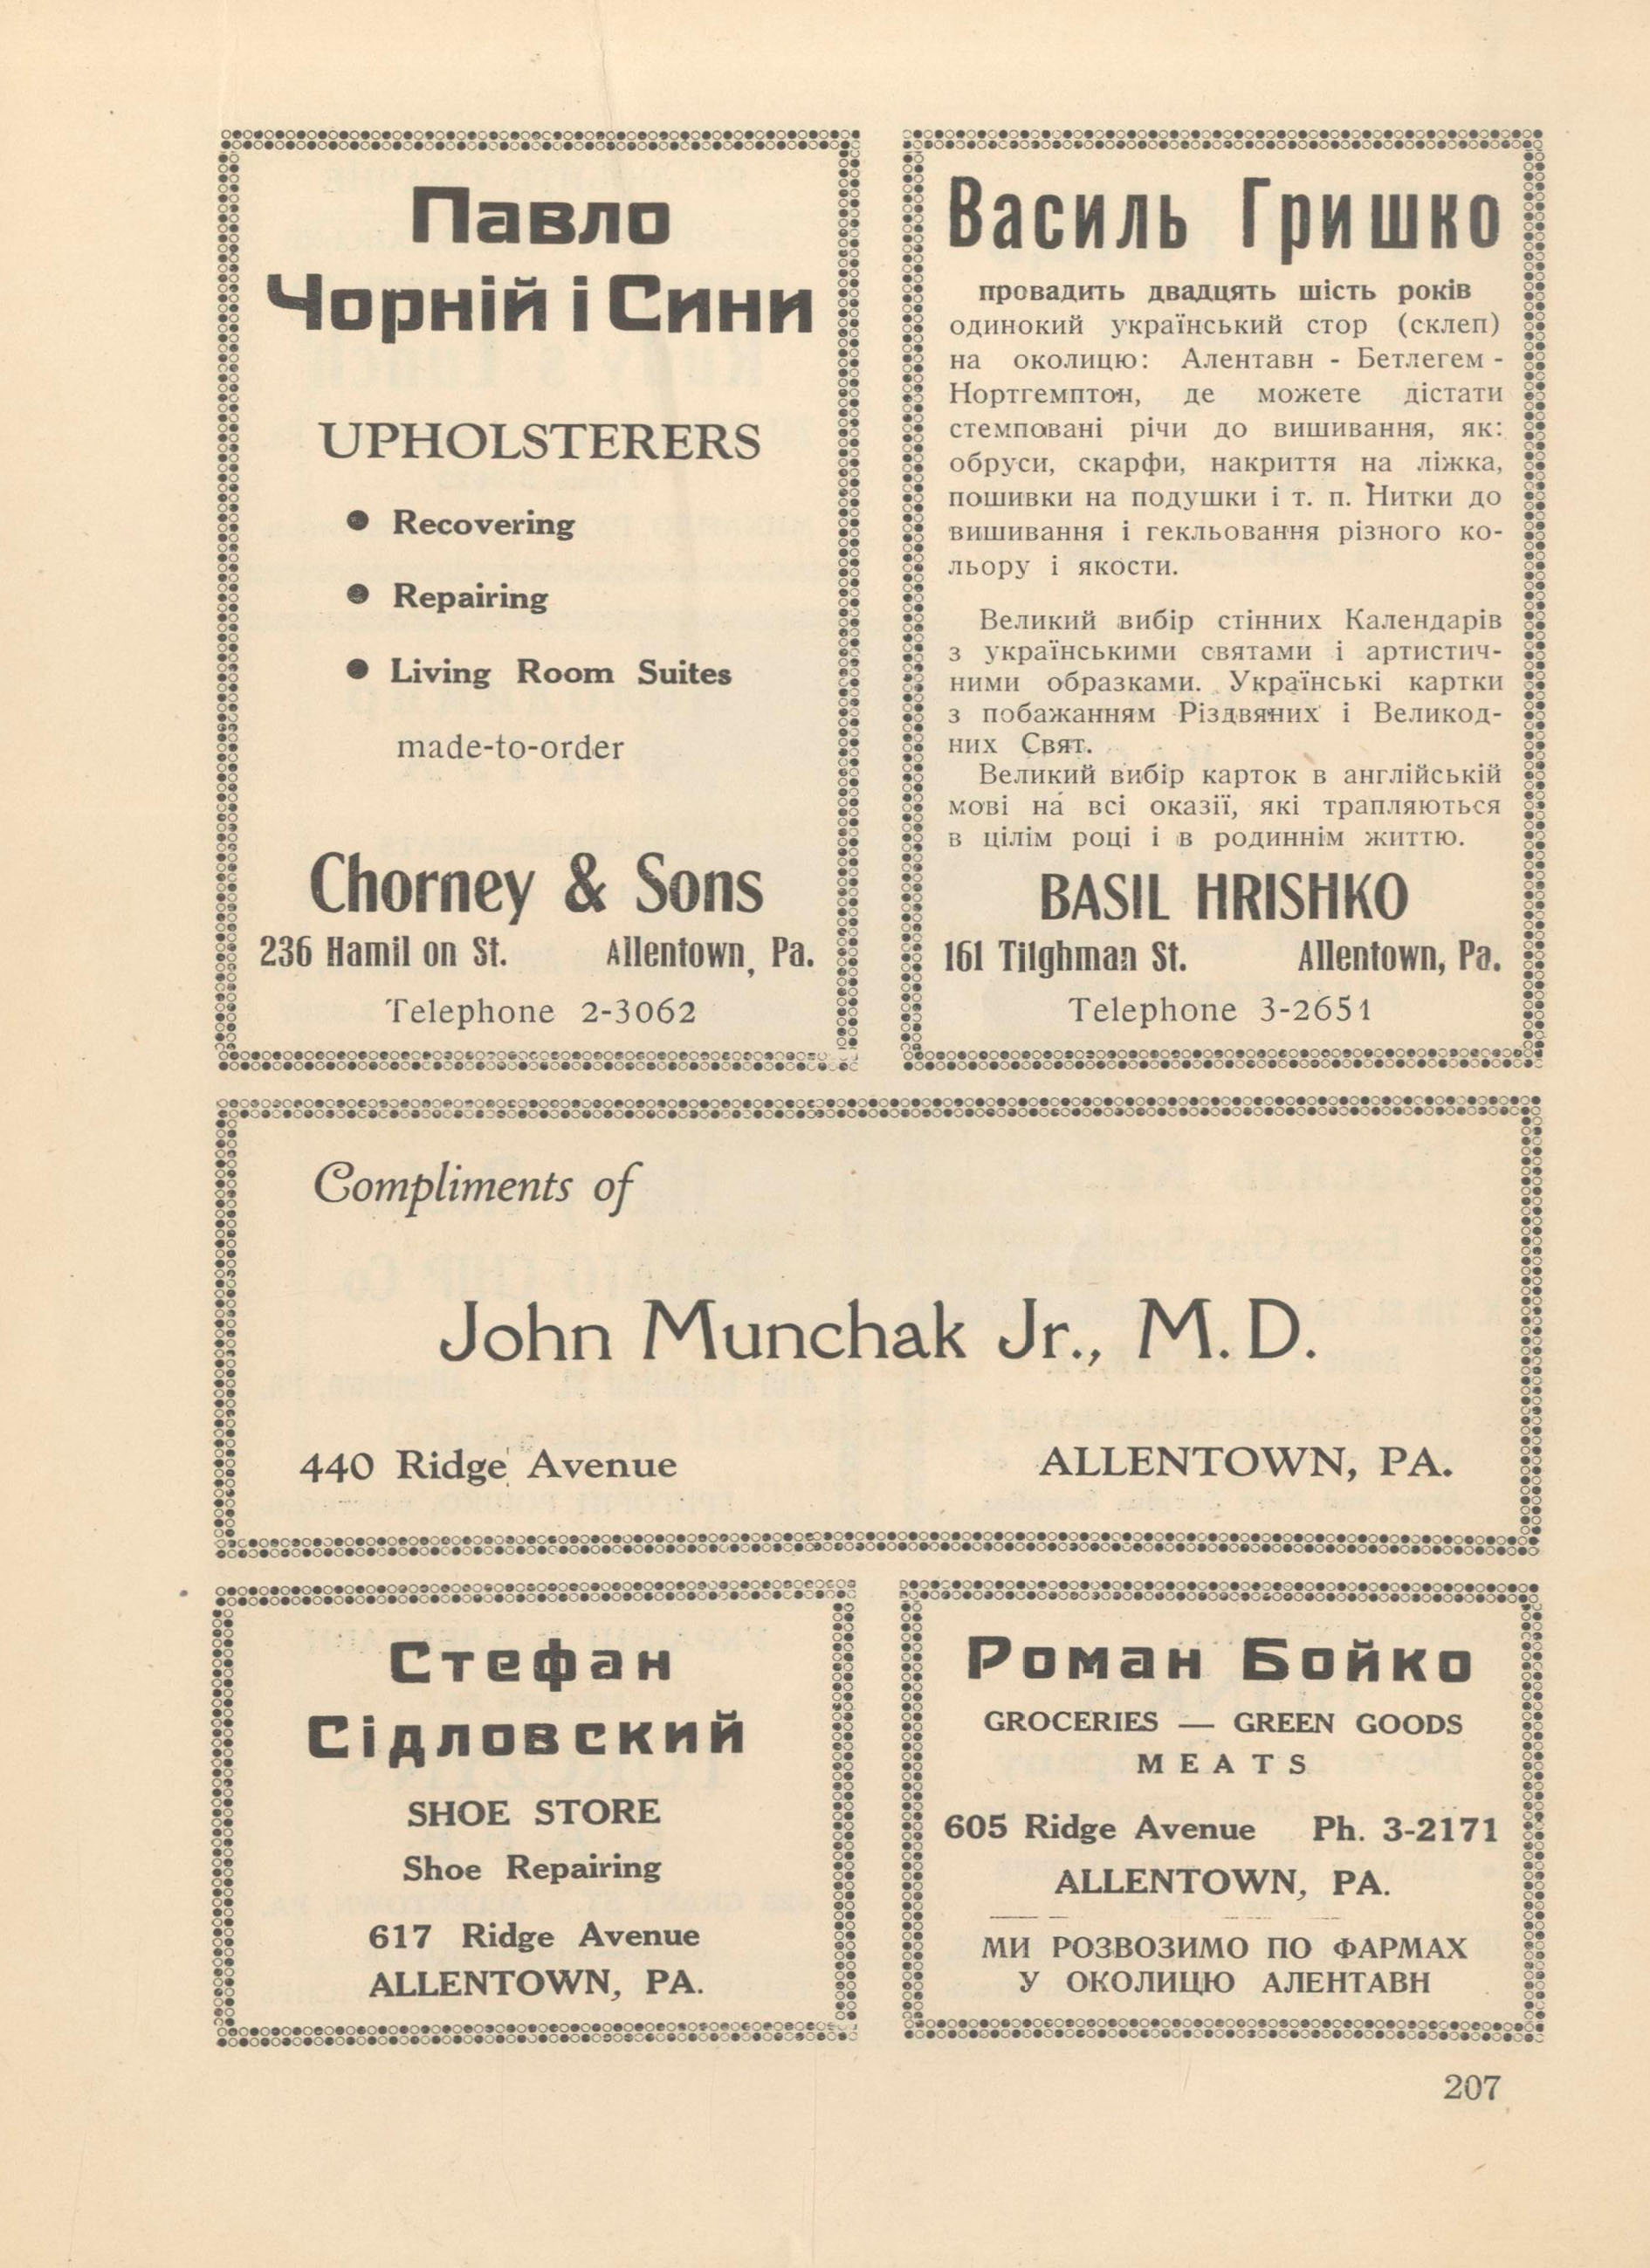 Павло
Чорній і Сини
UPHOLSTERERS
● Recovering
● Repairing
● Living Room Suites
made-to-order
Chorney & Sons
236 Hamil on St. Allentown, Pa.
Telephone 2-3062
Василь Гришко
провадить двадцять шість років
одинокий український стор (склеп)
на околицю: Алентавн - Бетлегем -
Нортгемптон, де можете дістати
стемповані річи до вишивання, як:
обруси, скарфи, накриття на ліжка,
пошивки на подушки і т. п. Нитки до
вишивання і гекльовання різного ко-
льору і якости.
Великий вибір стінних Календарів
з українськими святами і артистич-
ними образками. Українські картки
з побажанням Різдвяних і Великод-
них Свят.
Великий вибір карток в англійській
мові на всі оказії, які трапляються
в цілім році і в родиннім життю.
BASIL HRISHKO
161 Tilghman St. Allentown, Pa.
Telephone 3-2651
Compliments of
John Munchak Jr., M. D.
440 Ridge Avenue ALLENTOWN, PA.
Стефан
Сідловский
SHOE STORE
Shoe Repairing
617 Ridge Avenue
ALLENTOWN, PA.
Роман Бойко
GROCERIES — GREEN GOODS
MEATS
605 Ridge Avenue Ph. 3-2171
ALLENTOWN, PA.
МИ РОЗВОЗИМО ПО ФАРМАХ
У ОКОЛИЦЮ АЛЕНТАВН
207